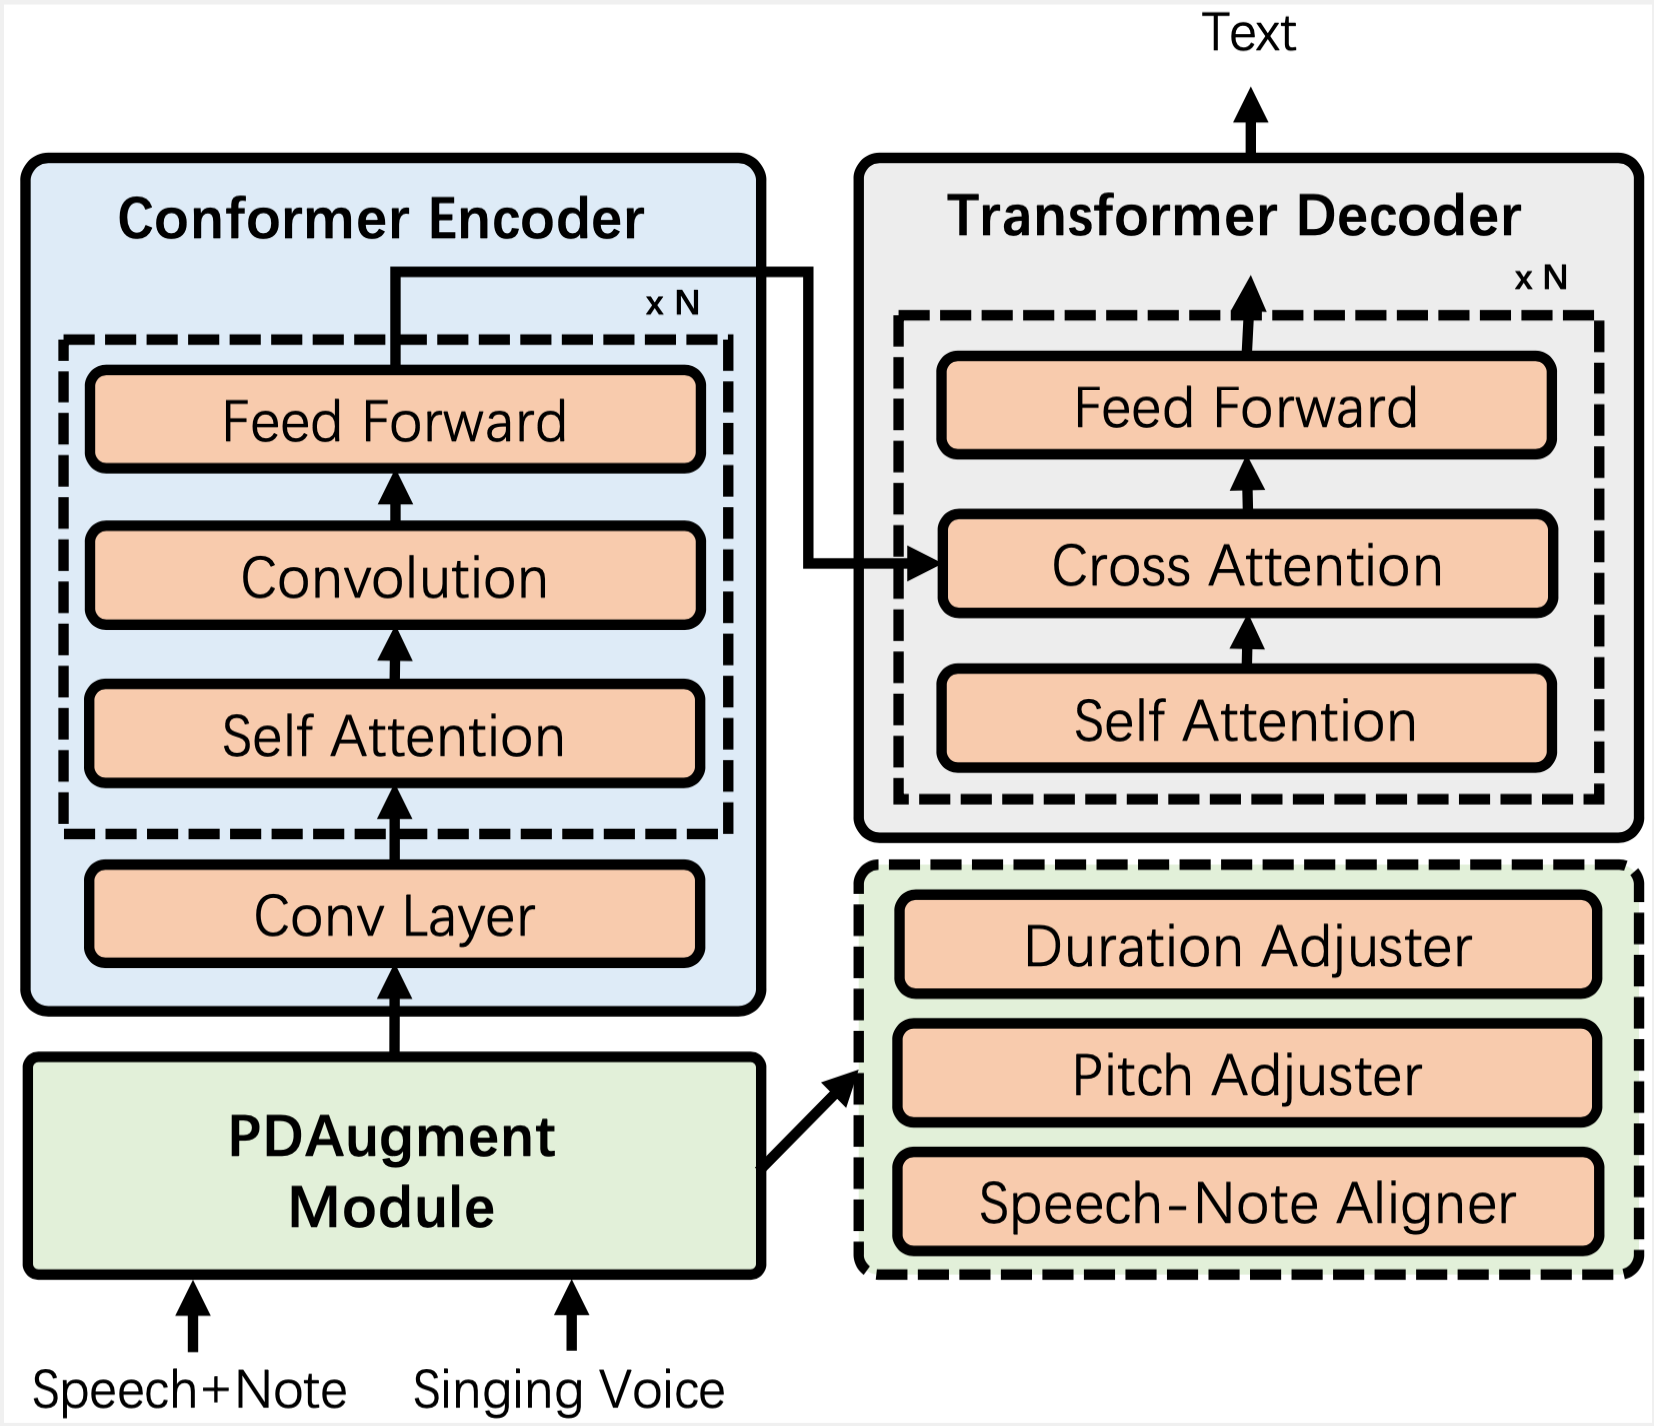 Text
Conformer Encoder
x N
Feed Forward
Convolution
Self Attention
Conv Layer
PDAugment
Module
Speech+Note
Singing Voice
Transformer Decoder
x N
Feed Forward
Cross Attention
Self Attention
Duration Adjuster
Pitch Adjuster
Speech-Note Aligner